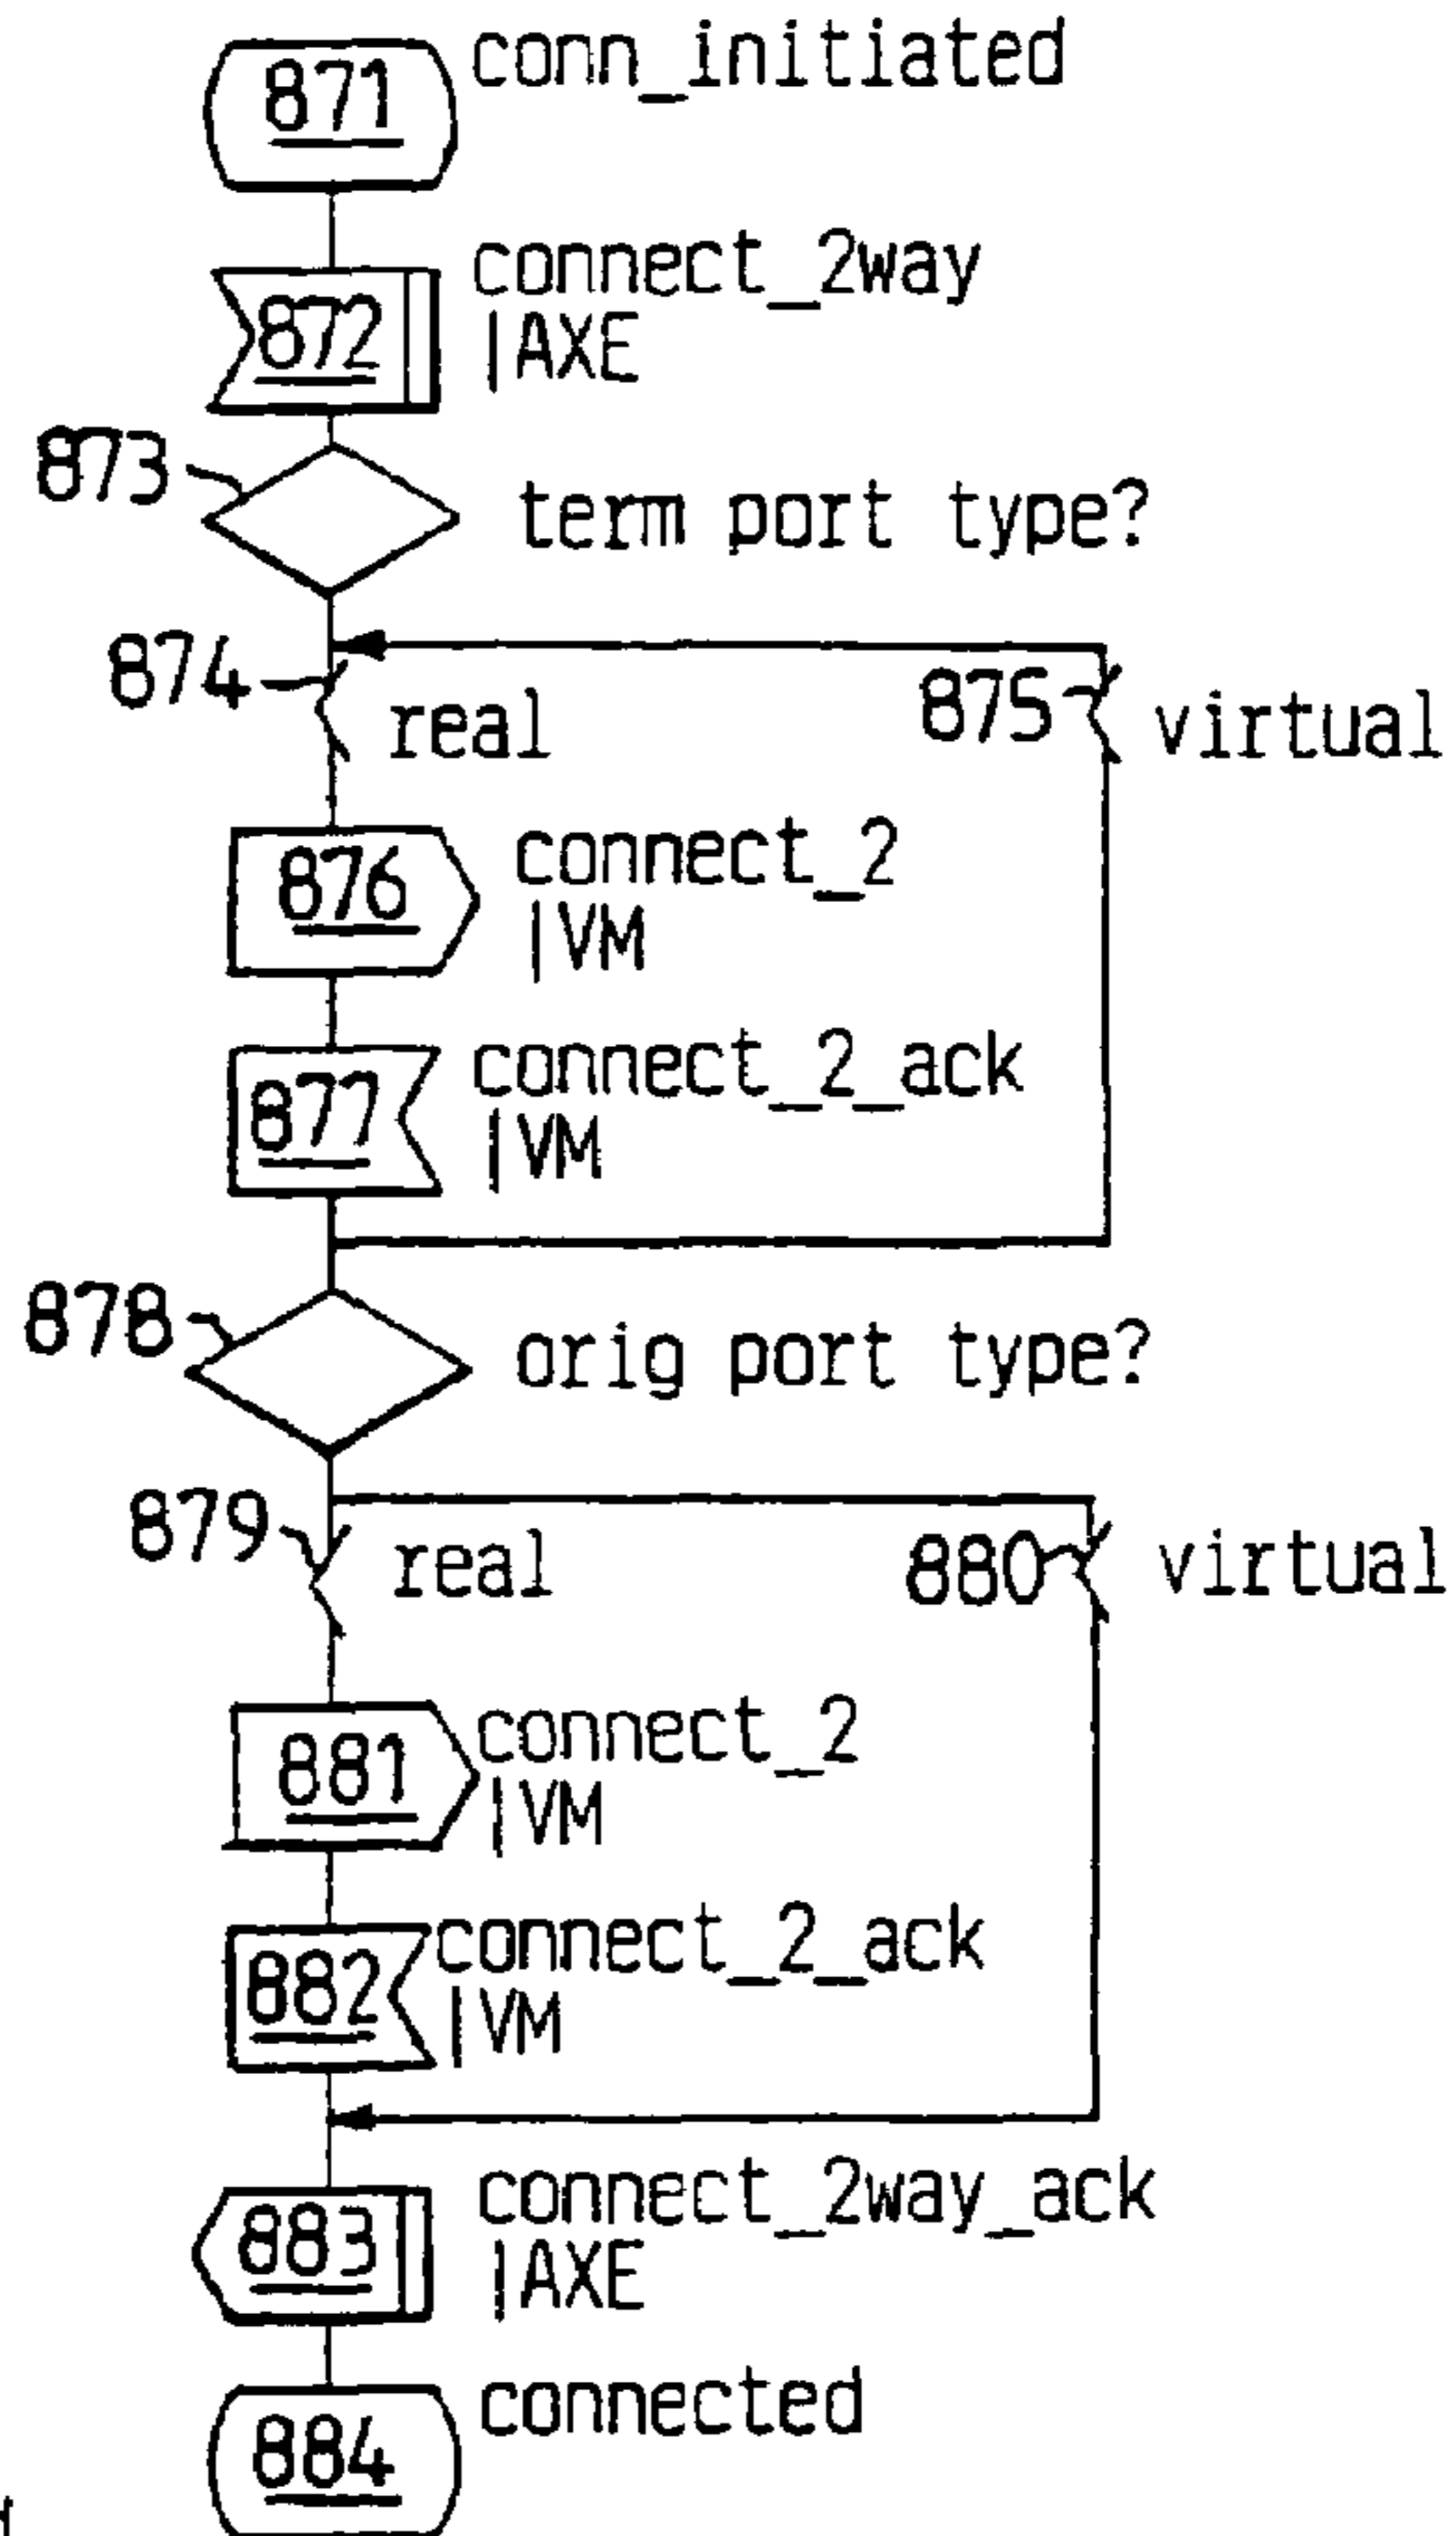 871 conn_initiated
872 connect_2way
|AXE
873 term port type?
874 real 875 virtual
876 connect_2
|VM
877 connect_2_ack
|VM
878 orig port type?
879 real 880 virtual
881 connect_2
|VM
882 connect_2_ack
|VM
883 connect_2way_ack
|AXE
884 connected